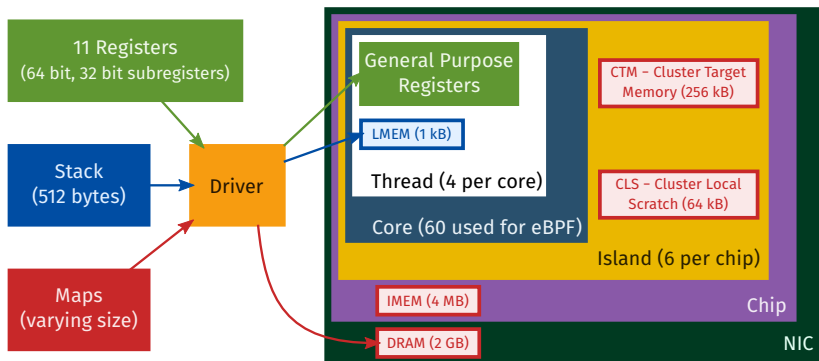 11 Registers
(64 bit, 32 bit subregisters)
Stack
(512 bytes)
Maps
(varying size)
Driver
General Purpose
Registers
LMEM (1 kB)
Thread (4 per core)
Core (60 used for eBPF)
CTM – Cluster Target
Memory (256 kB)
CLS – Cluster Local
Scratch (64 kB)
Island (6 per chip)
IMEM (4 MB)
Chip
DRAM (2 GB)
NIC